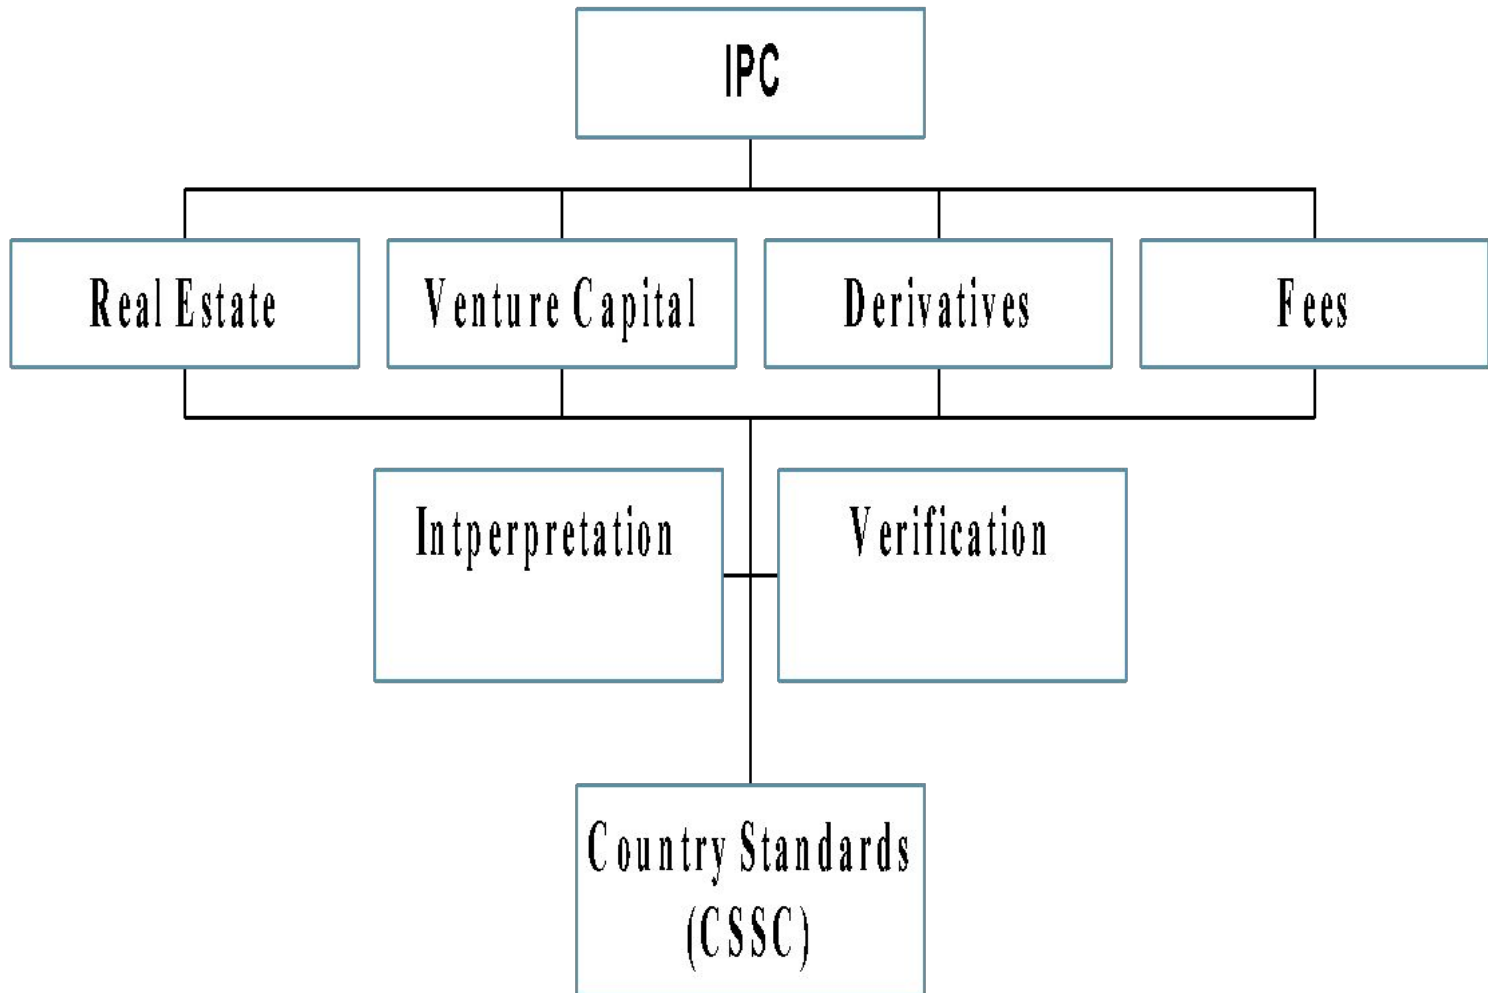 IPC
Real Estate
Venture Capital
Derivatives
Fees
Intperpretation
Verification
Country Standards
(CSSC)